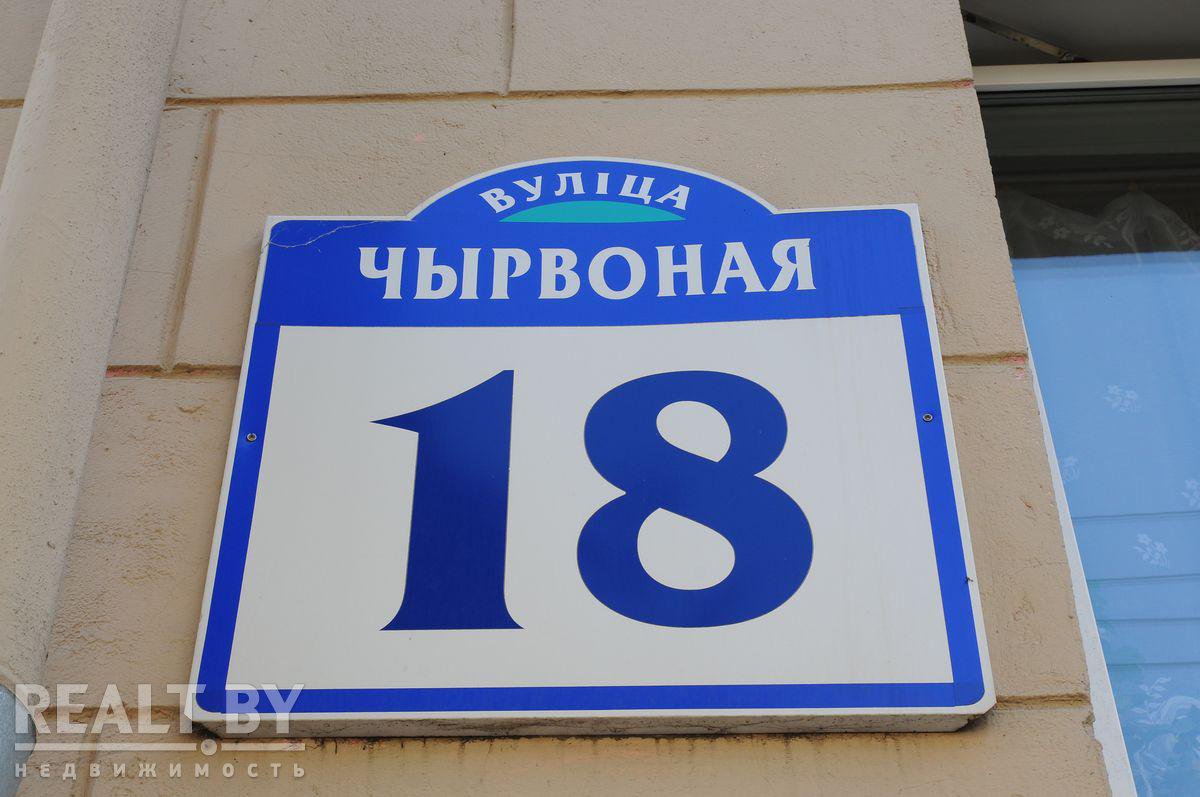 ВУЛІЦА
ЧЫРВОНАЯ
18
REALT.BY
НЕДВИЖИМОСТЬ